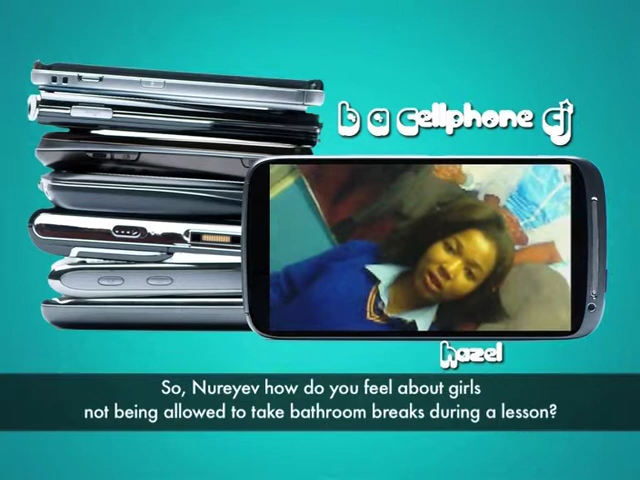 b a cellphone cj
hazel
So, Nureyev how do you feel about girls
not being allowed to take bathroom breaks during a lesson?